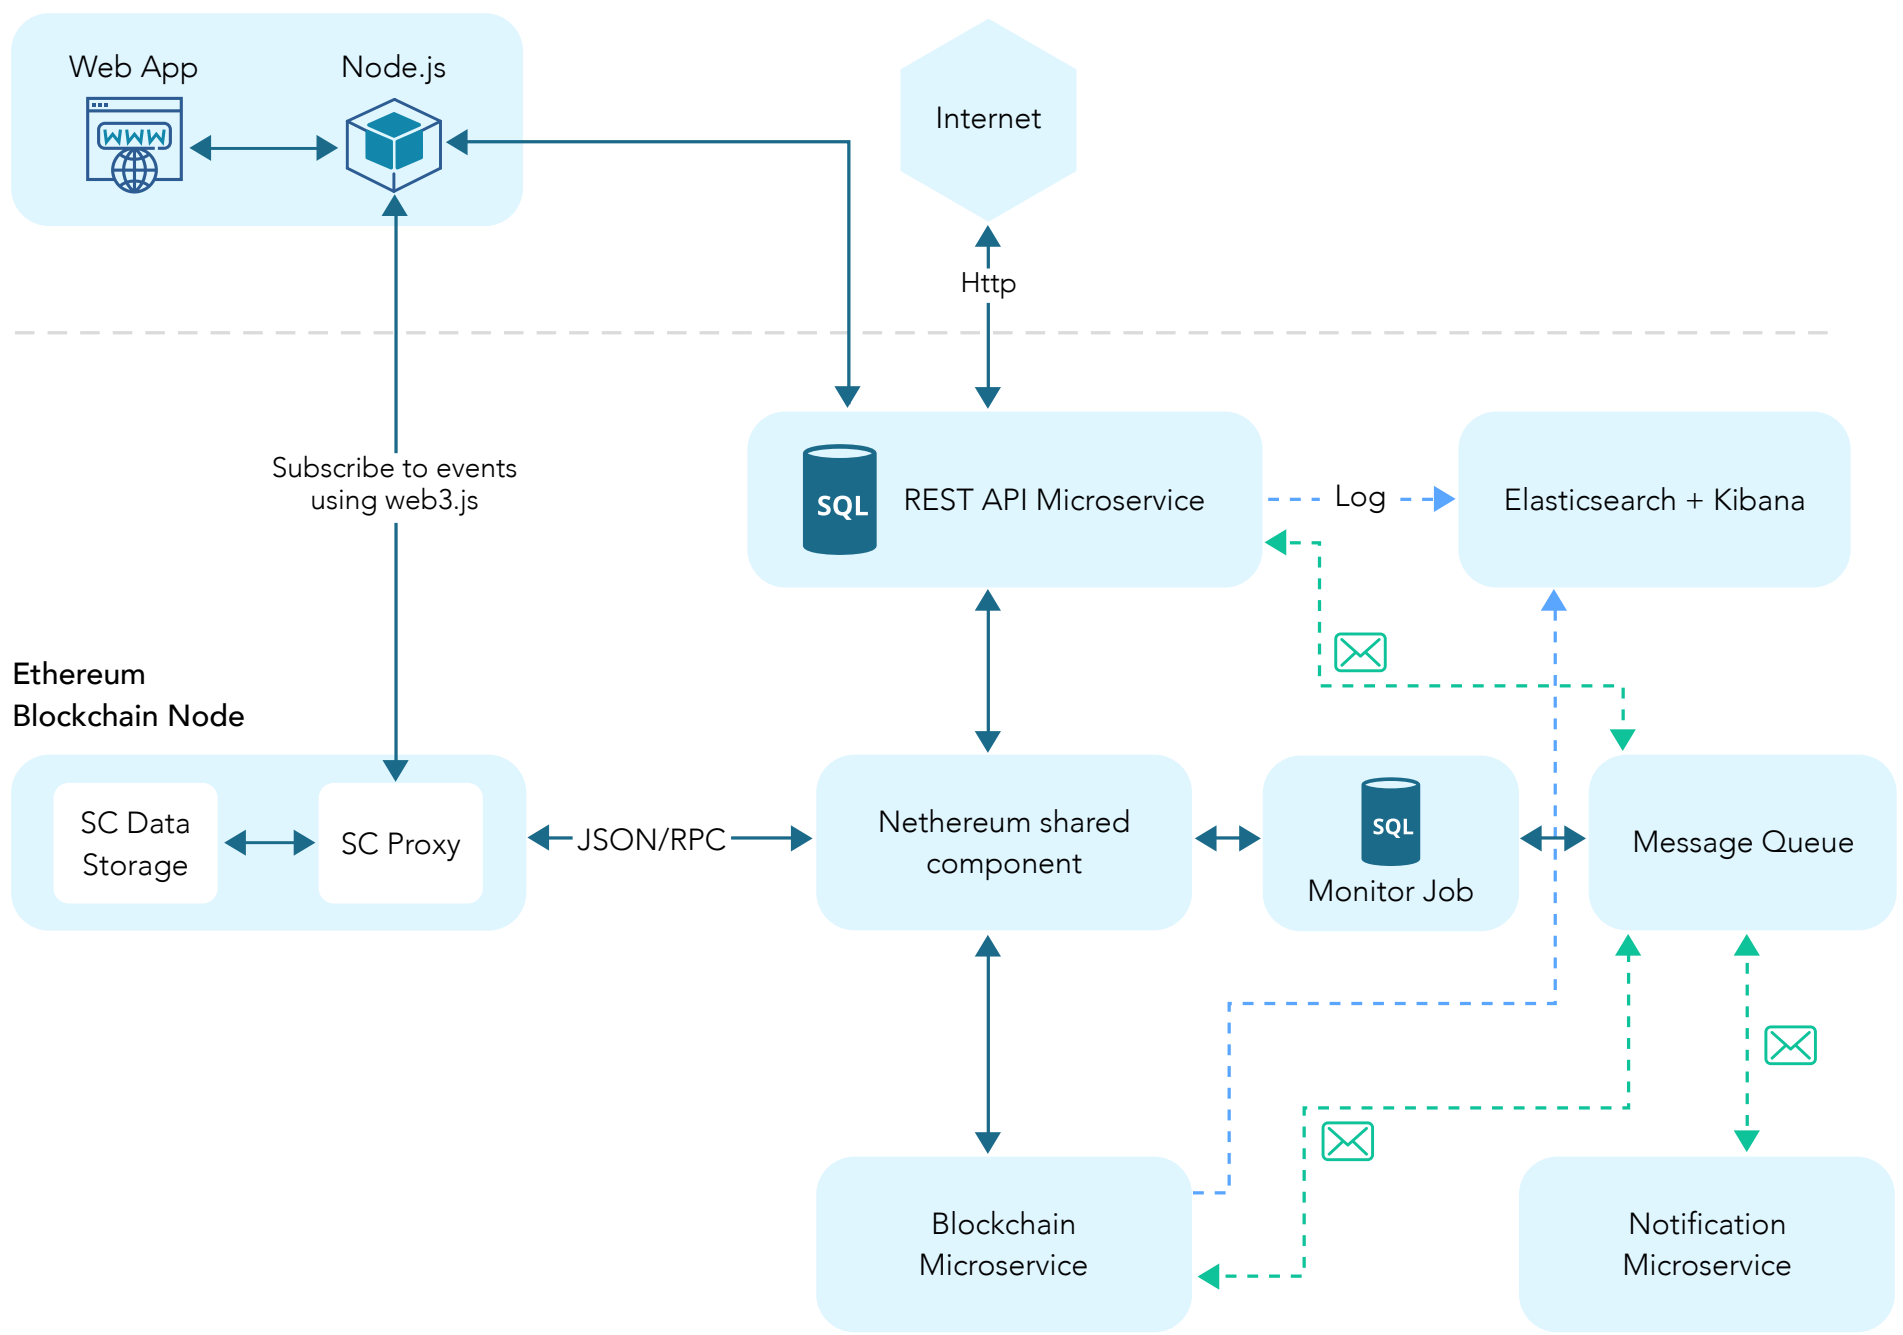 Web App
Node.js
WWW
Internet
Http
Subscribe to events
using web3.js
SQL
REST API Microservice
Log
Elasticsearch + Kibana
Ethereum
Blockchain Node
SC Data
Storage
SC Proxy
JSON/RPC
Nethereum shared
component
SQL
Monitor Job
Message Queue
Blockchain
Microservice
Notification
Microservice